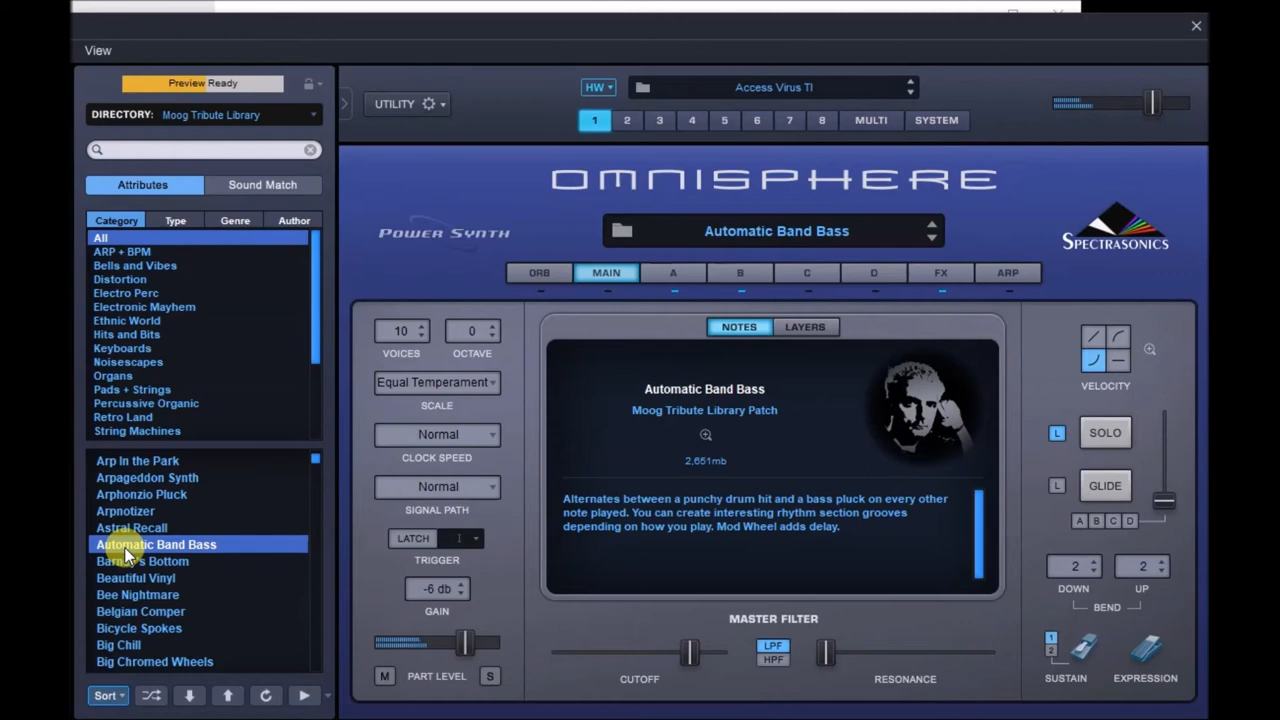 View
Preview Ready
DIRECTORY: Moog Tribute Library
Attributes Sound Match
Category Type Genre Author
All
ARP + BPM
Bells and Vibes
Distortion
Electro Perc
Electronic Mayhem
Ethnic World
Hits and Bits
Keyboards
Noisescapes
Organs
Pads + Strings
Percussive Organic
Retro Land
String Machines
Arp In the Park
Arpageddon Synth
Arphonzio Pluck
Arpnotizer
Astral Recall
Automatic Band Bass
Barney's Bottom
Beautiful Vinyl
Bee Nightmare
Belgian Comper
Bicycle Spokes
Big Chill
Big Chromed Wheels
Sort
UTILITY
HW
Access Virus TI
1 2 3 4 5 6 7 8 MULTI SYSTEM
OMNISPHERE
POWER SYNTH
Automatic Band Bass
SPECTRASONICS
ORB MAIN A B C D FX ARP
10 0
VOICES OCTAVE
Equal Temperament
SCALE
Normal
CLOCK SPEED
Normal
SIGNAL PATH
LATCH
TRIGGER
-6 db
GAIN
M PART LEVEL S
NOTES LAYERS
Automatic Band Bass
Moog Tribute Library Patch
2,651mb
Alternates between a punchy drum hit and a bass pluck on every other
note played. You can create interesting rhythm section grooves
depending on how you play. Mod Wheel adds delay.
MASTER FILTER
LPF
HPF
CUTOFF RESONANCE
VELOCITY
L SOLO
L GLIDE
A B C D
2 2
DOWN UP
BEND
1
2
SUSTAIN EXPRESSION